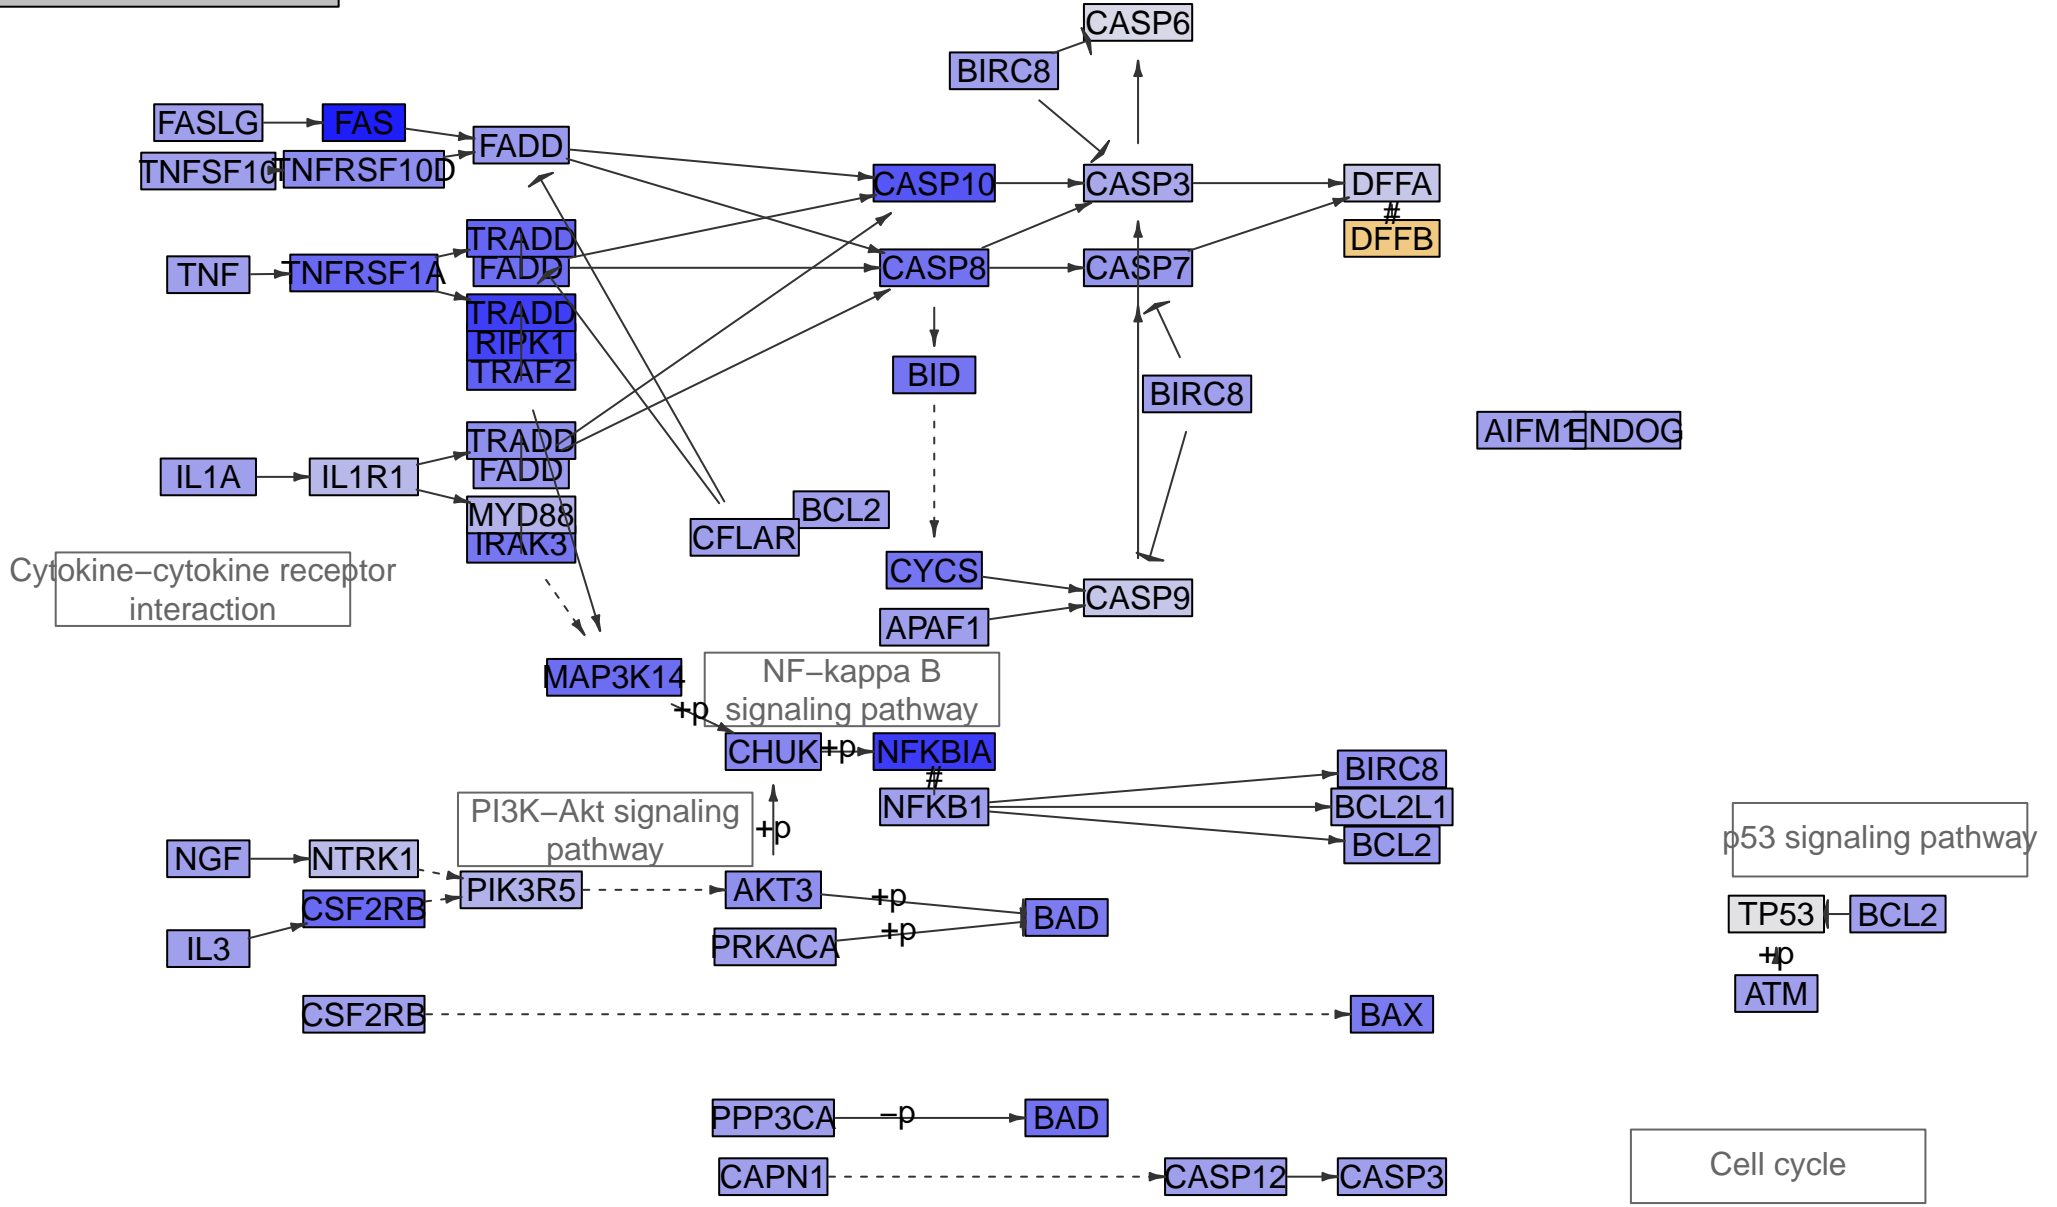 CASP6
BIRC8
FASLG
FAS
FADD
TNFSF10
TNFRSF10D
CASP10
CASP3
DFFA
#
DFFB
TRADD
FADD
TNF
TNFRSF1A
CASP8
CASP7
TRADD
RIPK1
TRAF2
BID
BIRC8
AIFM1
ENDOG
TRADD
FADD
IL1A
IL1R1
MYD88
IRAK3
BCL2
CFLAR
Cytokine−cytokine receptor
interaction
CYCS
CASP9
APAF1
MAP3K14
NF−kappa B
signaling pathway
+p
CHUK
+p
NFKBIA
#
NFKB1
BIRC8
BCL2L1
BCL2
PI3K−Akt signaling
pathway
+p
p53 signaling pathway
NGF
NTRK1
PIK3R5
AKT3
+p
CSF2RB
BAD
TP53
BCL2
IL3
PRKACA
+p
+p
ATM
CSF2RB
BAX
PPP3CA
−p
BAD
CAPN1
CASP12
CASP3
Cell cycle